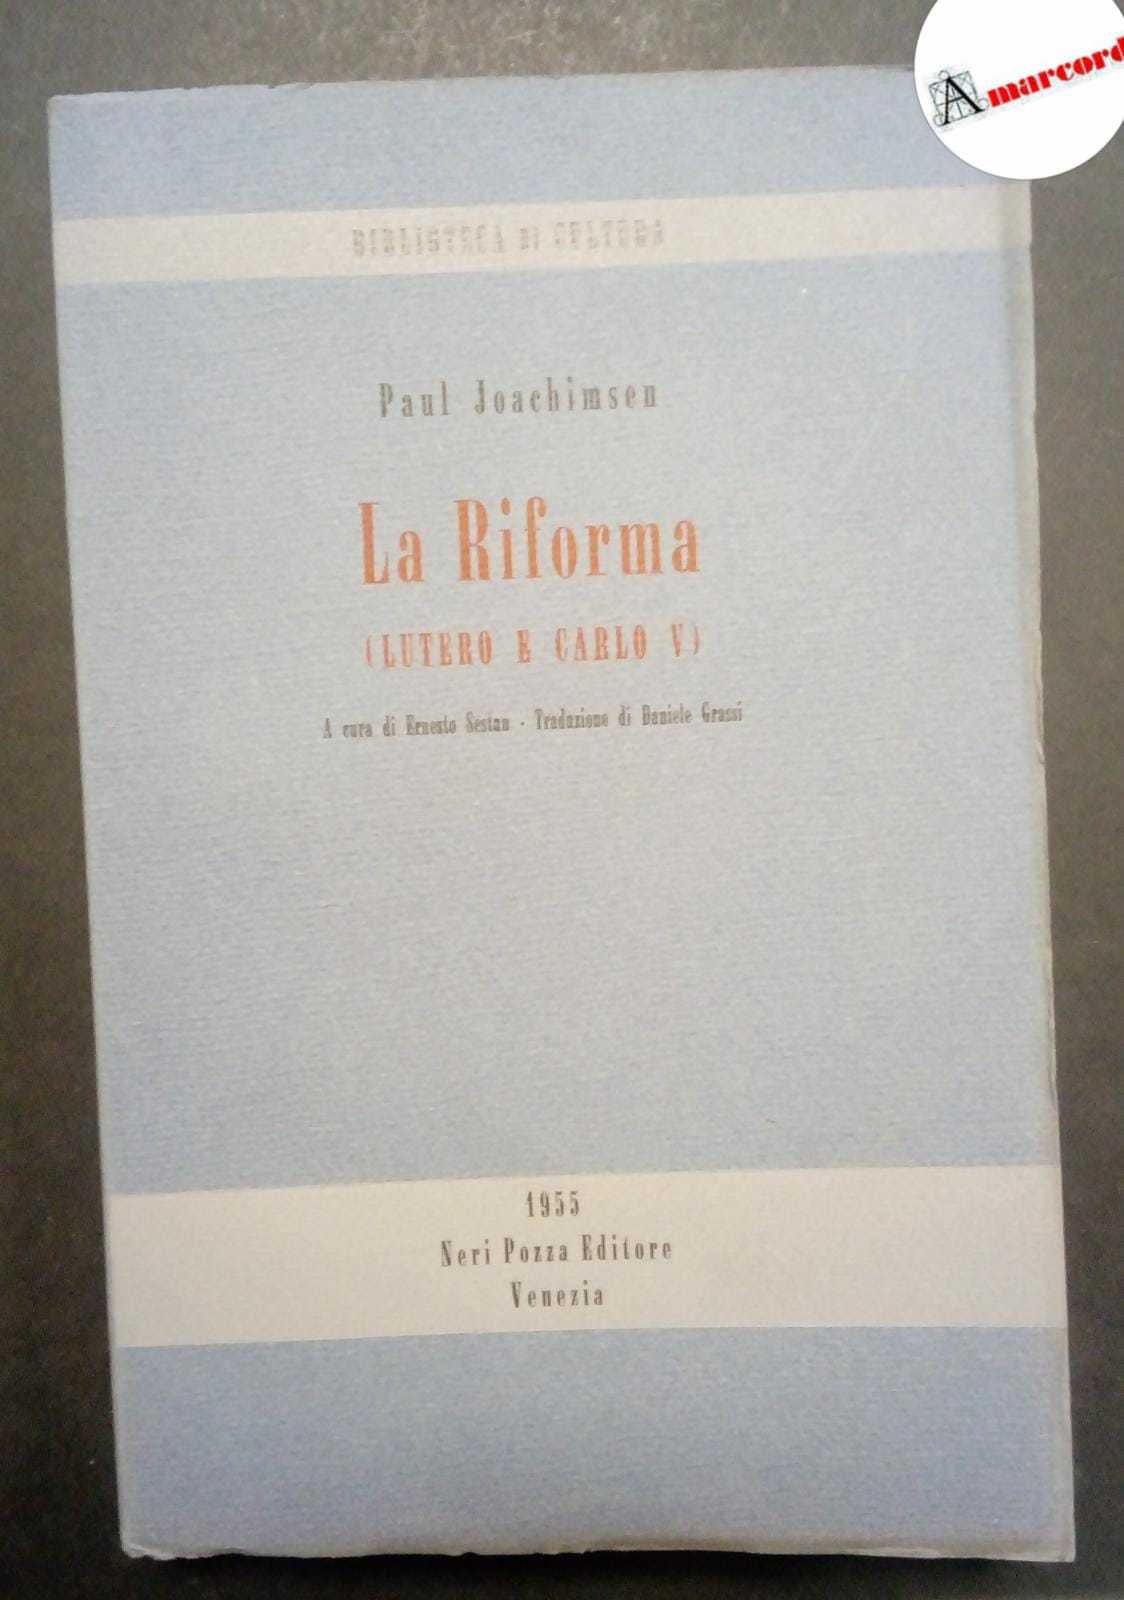 Amarcord
BIBLIOTECA DI CULTURA
Paul Joachimsen
La Riforma
(LUTERO E CARLO V)
A cura di Ernesto Sestan - Traduzione di Daniele Grassi
1955
Neri Pozza Editore
Venezia